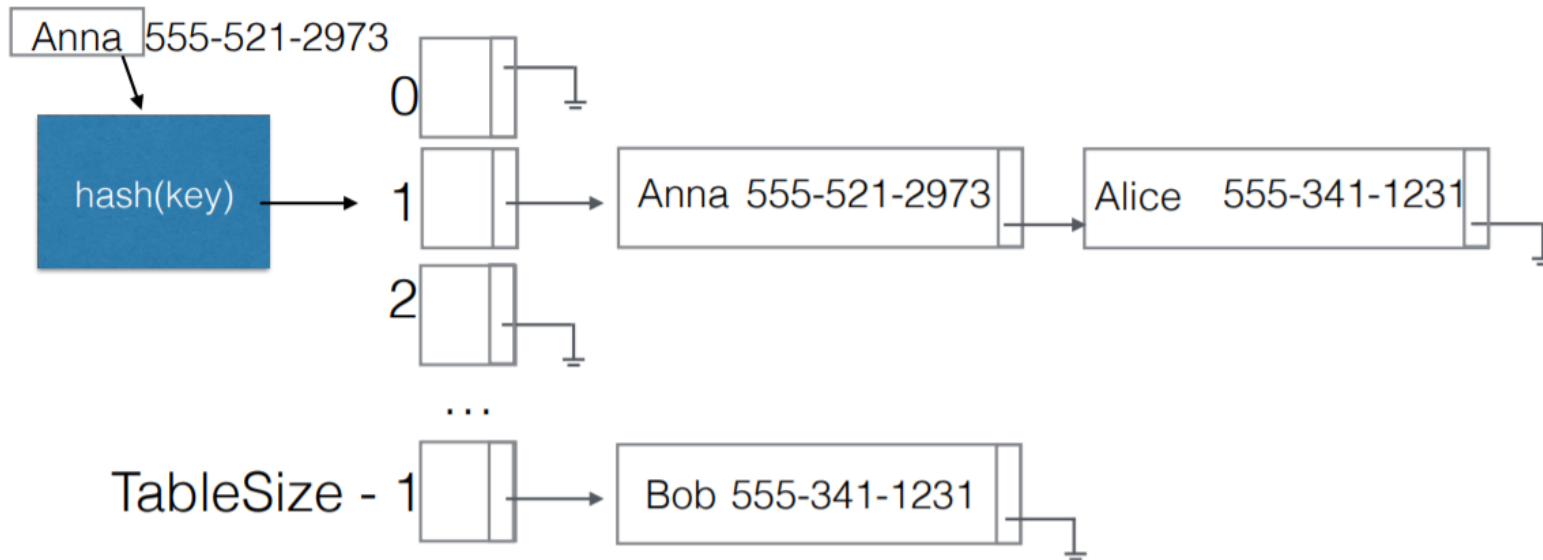 Anna 555-521-2973
0
hash(key)
1
Anna 555-521-2973
Alice 555-341-1231
2
...
TableSize - 1
Bob 555-341-1231